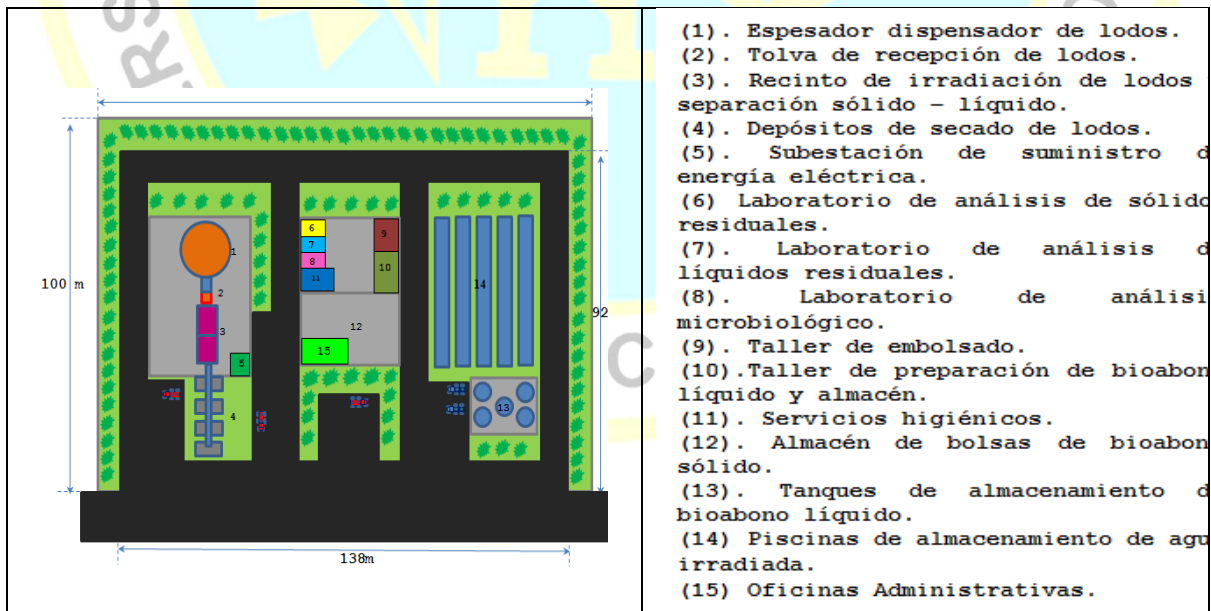 100 m
92
138m
1
2
3
4
5
6
7
8
9
10
11
12
13
14
15
(1). Espesador dispensador de lodos.
(2). Tolva de recepción de lodos.
(3). Recinto de irradiación de lodos
separación sólido – líquido.
(4). Depósitos de secado de lodos.
(5). Subestación de suministro d
energía eléctrica.
(6) Laboratorio de análisis de sólido
residuales.
(7). Laboratorio de análisis d
líquidos residuales.
(8). Laboratorio de análisi
microbiológico.
(9). Taller de embolsado.
(10).Taller de preparación de bioabon
líquido y almacén.
(11). Servicios higiénicos.
(12). Almacén de bolsas de bioabon
sólido.
(13). Tanques de almacenamiento d
bioabono líquido.
(14) Piscinas de almacenamiento de agu
irradiada.
(15) Oficinas Administrativas.